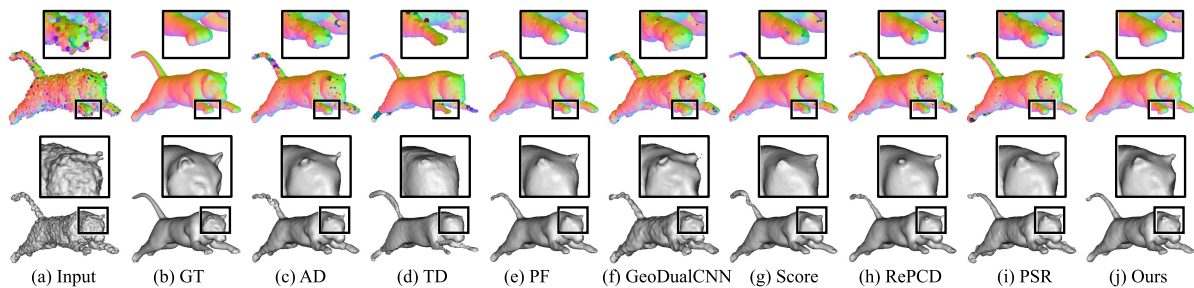 (a) Input (b) GT (c) AD (d) TD (e) PF (f) GeoDualCNN (g) Score (h) RePCD (i) PSR (j) Ours